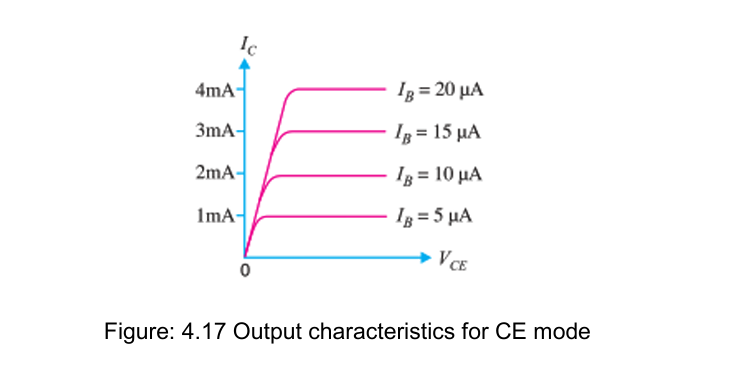 I_C
4mA
I_B = 20 μA
3mA
I_B = 15 μA
2mA
I_B = 10 μA
1mA
I_B = 5 μA
0
V_CE
Figure: 4.17 Output characteristics for CE mode